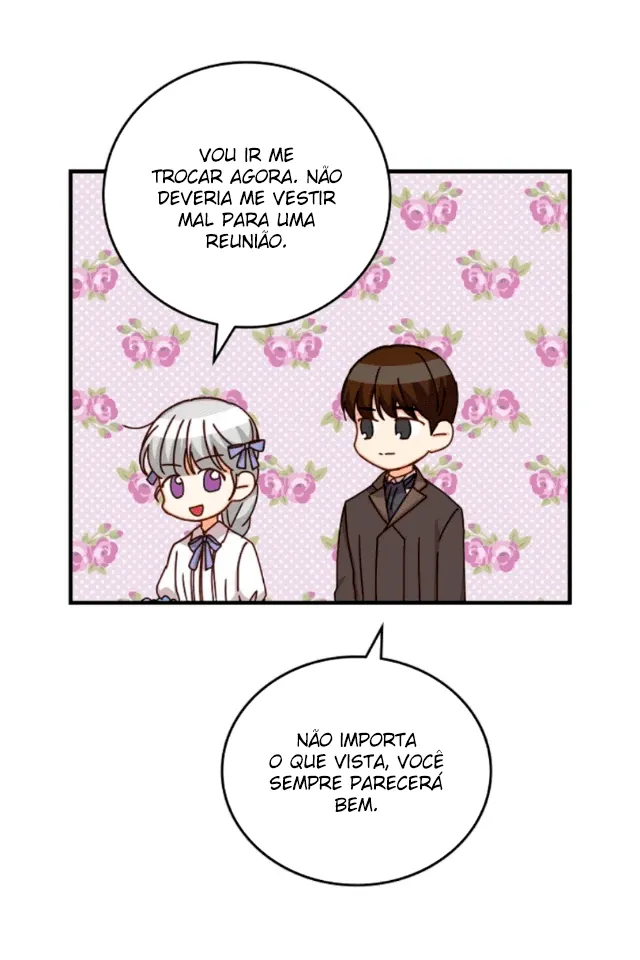 VOU IR ME
TROCAR AGORA. NÃO
DEVERIA ME VESTIR
MAL PARA UMA
REUNIÃO.
NÃO IMPORTA
O QUE VISTA, VOCÊ
SEMPRE PARECERÁ
BEM.